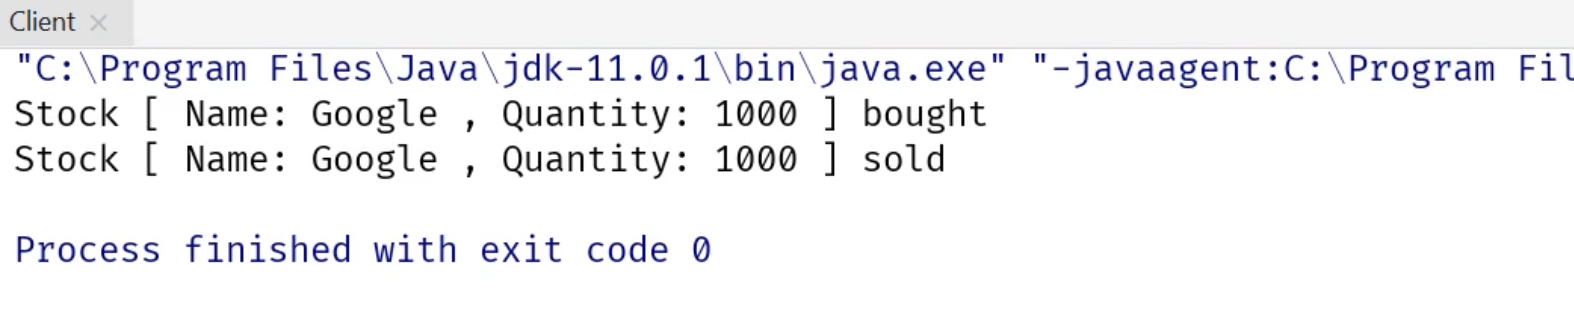 Client
"C:\Program Files\Java\jdk-11.0.1\bin\java.exe" "-javaagent:C:\Program Fil
Stock [ Name: Google , Quantity: 1000 ] bought
Stock [ Name: Google , Quantity: 1000 ] sold
Process finished with exit code 0